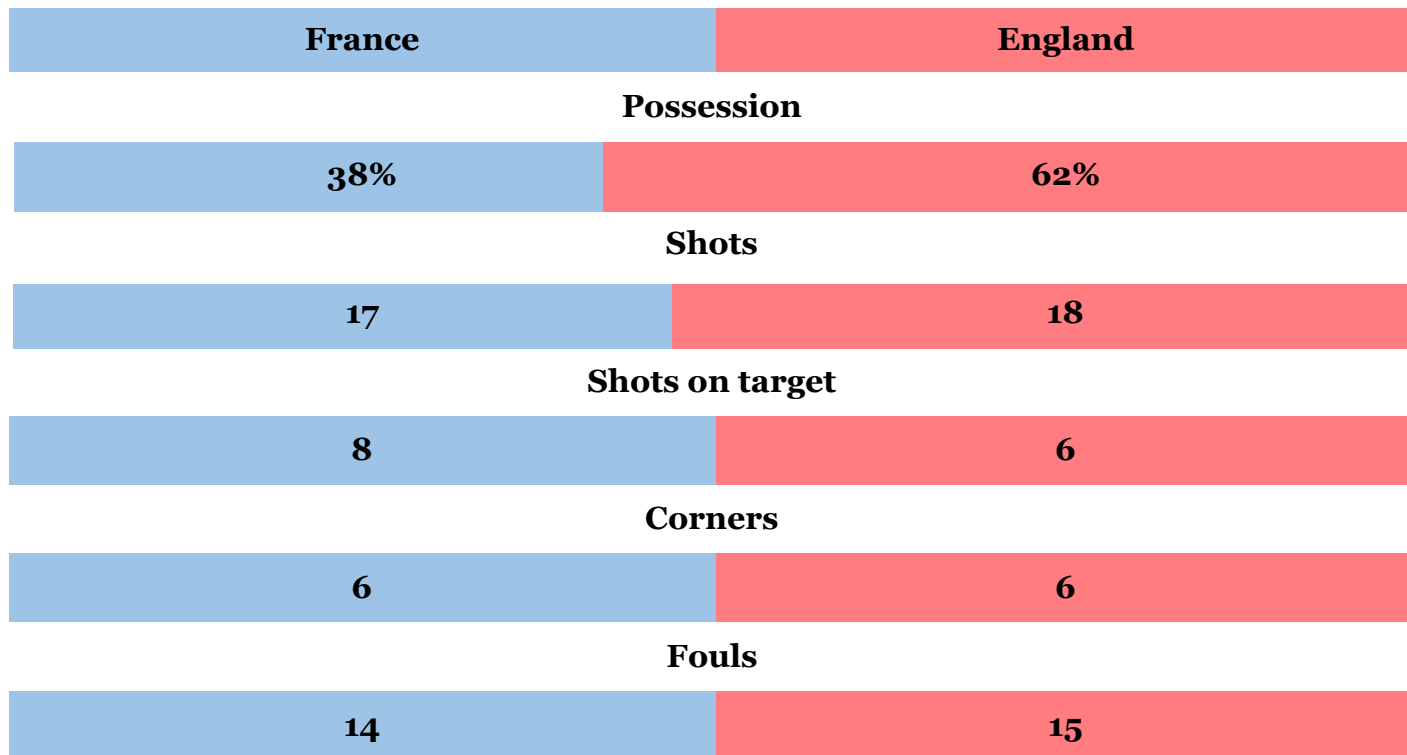 France England
Possession
38% 62%
Shots
17 18
Shots on target
8 6
Corners
6 6
Fouls
14 15